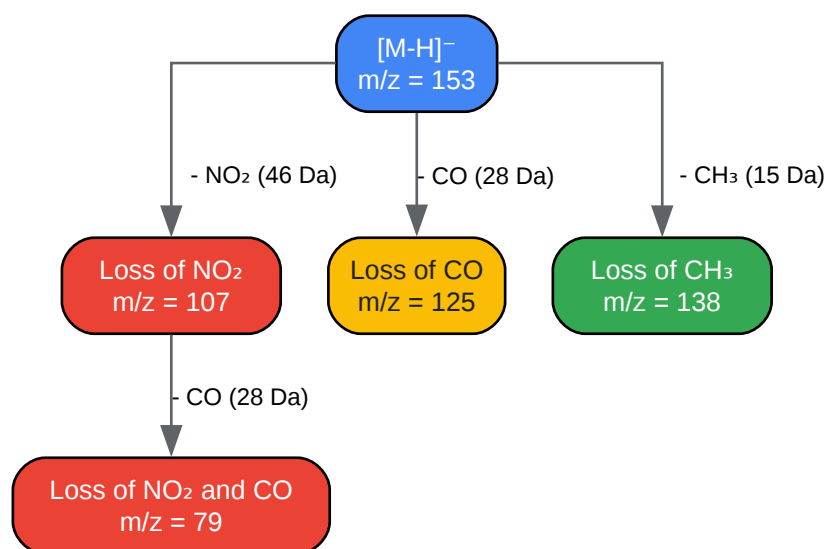 [M-H]⁻
m/z = 153
- NO₂ (46 Da)
- CO (28 Da)
- CH₃ (15 Da)
Loss of NO₂
m/z = 107
Loss of CO
m/z = 125
Loss of CH₃
m/z = 138
- CO (28 Da)
Loss of NO₂ and CO
m/z = 79